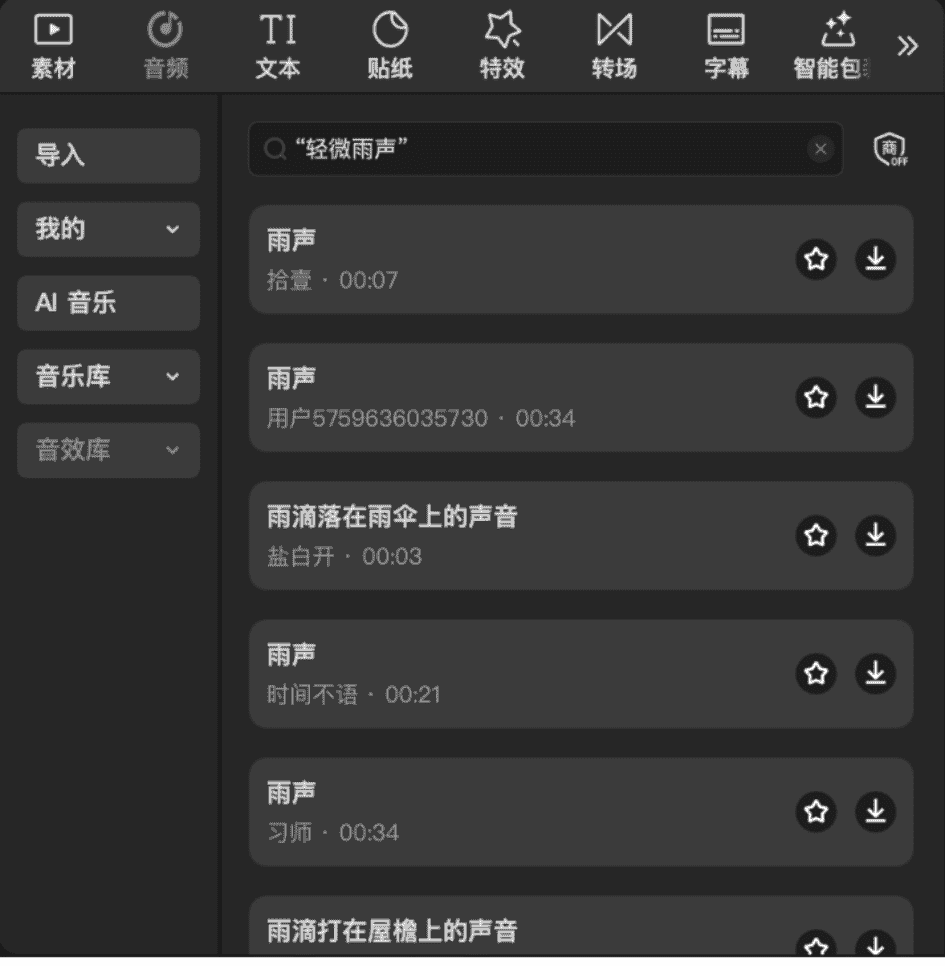 素材 音频 文本 贴纸 特效 转场 字幕 智能包
导入
我的
AI 音乐
音乐库
音效库
“轻微雨声”
商
OFF
雨声
拾壹 · 00:07
雨声
用户5759636035730 · 00:34
雨滴落在雨伞上的声音
盐白开 · 00:03
雨声
时间不语 · 00:21
雨声
习师 · 00:34
雨滴打在屋檐上的声音